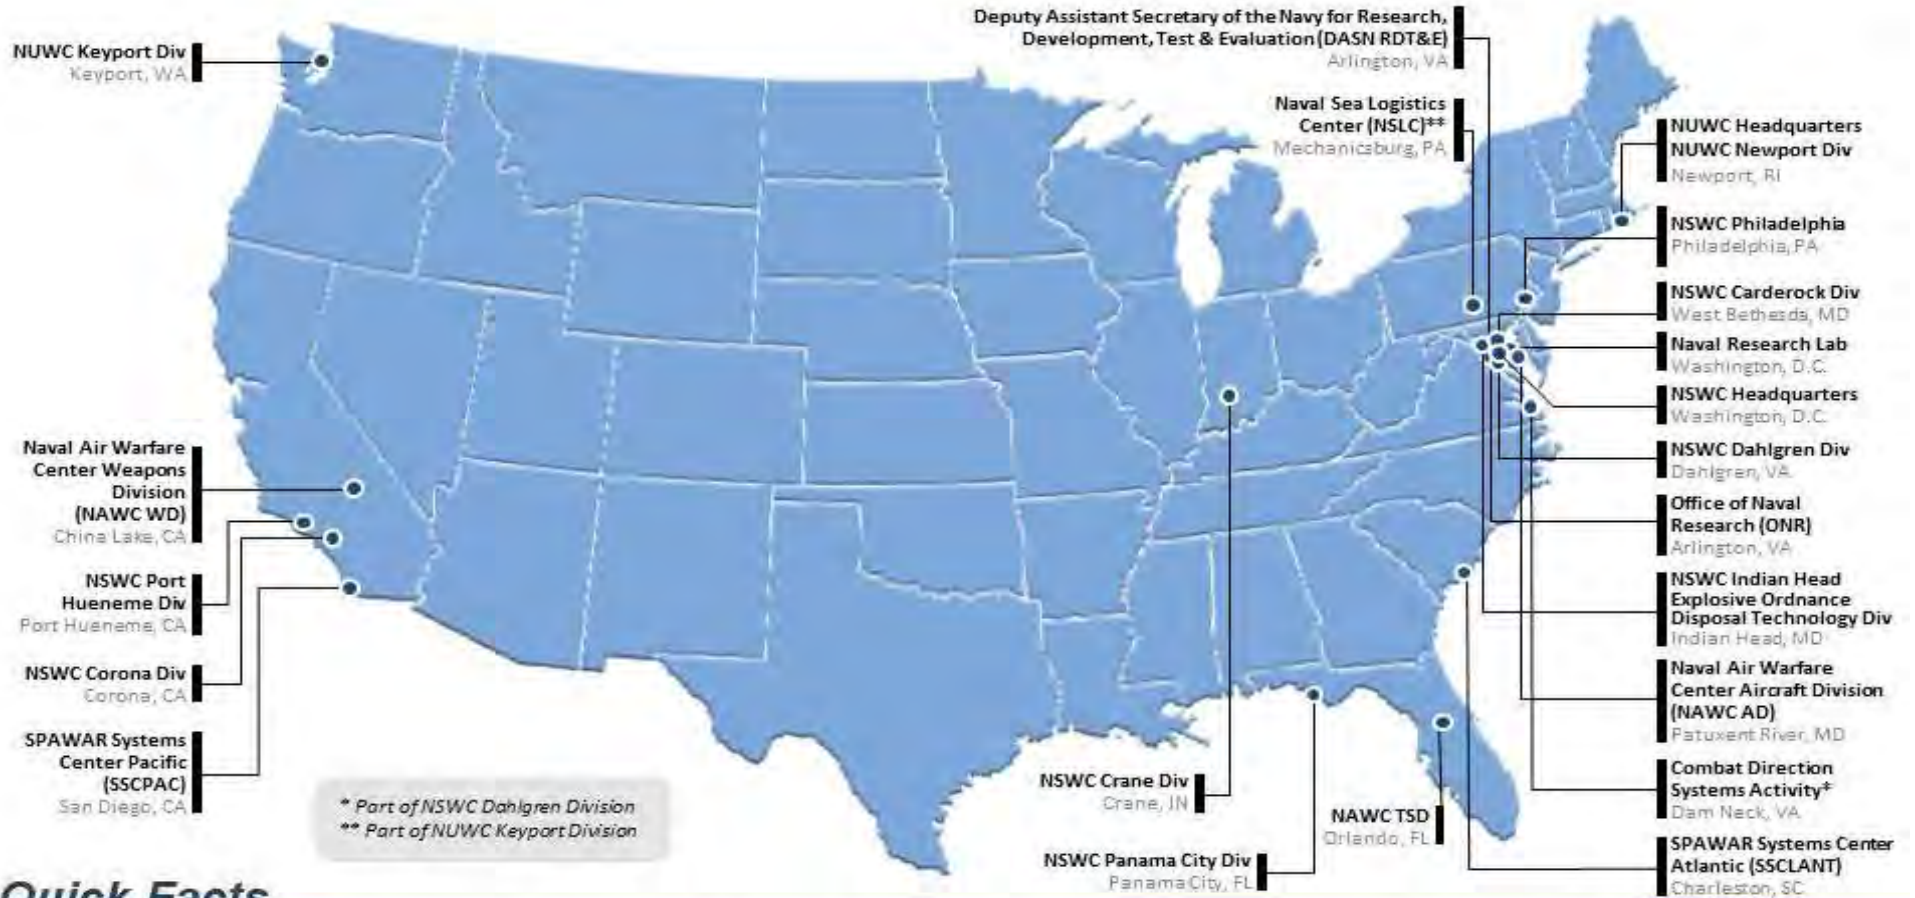 NUWC Keyport Div
Keyport, WA
Naval Air Warfare
Center Weapons
Division
(NAWC WD)
China Lake, CA
NSWC Port
Hueneme Div
Port Hueneme, CA
NSWC Corona Div
Corona, CA
SPAWAR Systems
Center Pacific
(SSCPAC)
San Diego, CA
* Part of NSWC Dahlgren Division
** Part of NUWC Keyport Division
Deputy Assistant Secretary of the Navy for Research,
Development, Test & Evaluation (DASN RDT&E)
Arlington, VA
Naval Sea Logistics
Center (NSLC)**
Mechanicsburg, PA
NUWC Headquarters
NUWC Newport Div
Newport, RI
NSWC Philadelphia
Philadelphia, PA
NSWC Carderock Div
West Bethesda, MD
Naval Research Lab
Washington, D.C.
NSWC Headquarters
Washington, D.C.
NSWC Dahlgren Div
Dahlgren, VA
Office of Naval
Research (ONR)
Arlington, VA
NSWC Indian Head
Explosive Ordnance
Disposal Technology Div
Indian Head, MD
Naval Air Warfare
Center Aircraft Division
(NAWC AD)
Patuxent River, MD
Combat Direction
Systems Activity*
Dam Neck, VA
SPAWAR Systems Center
Atlantic (SSCLANT)
Charleston, SC
NSWC Crane Div
Crane, IN
NAWC TSD
Orlando, FL
NSWC Panama City Div
Panama City, FL
Quick Facts